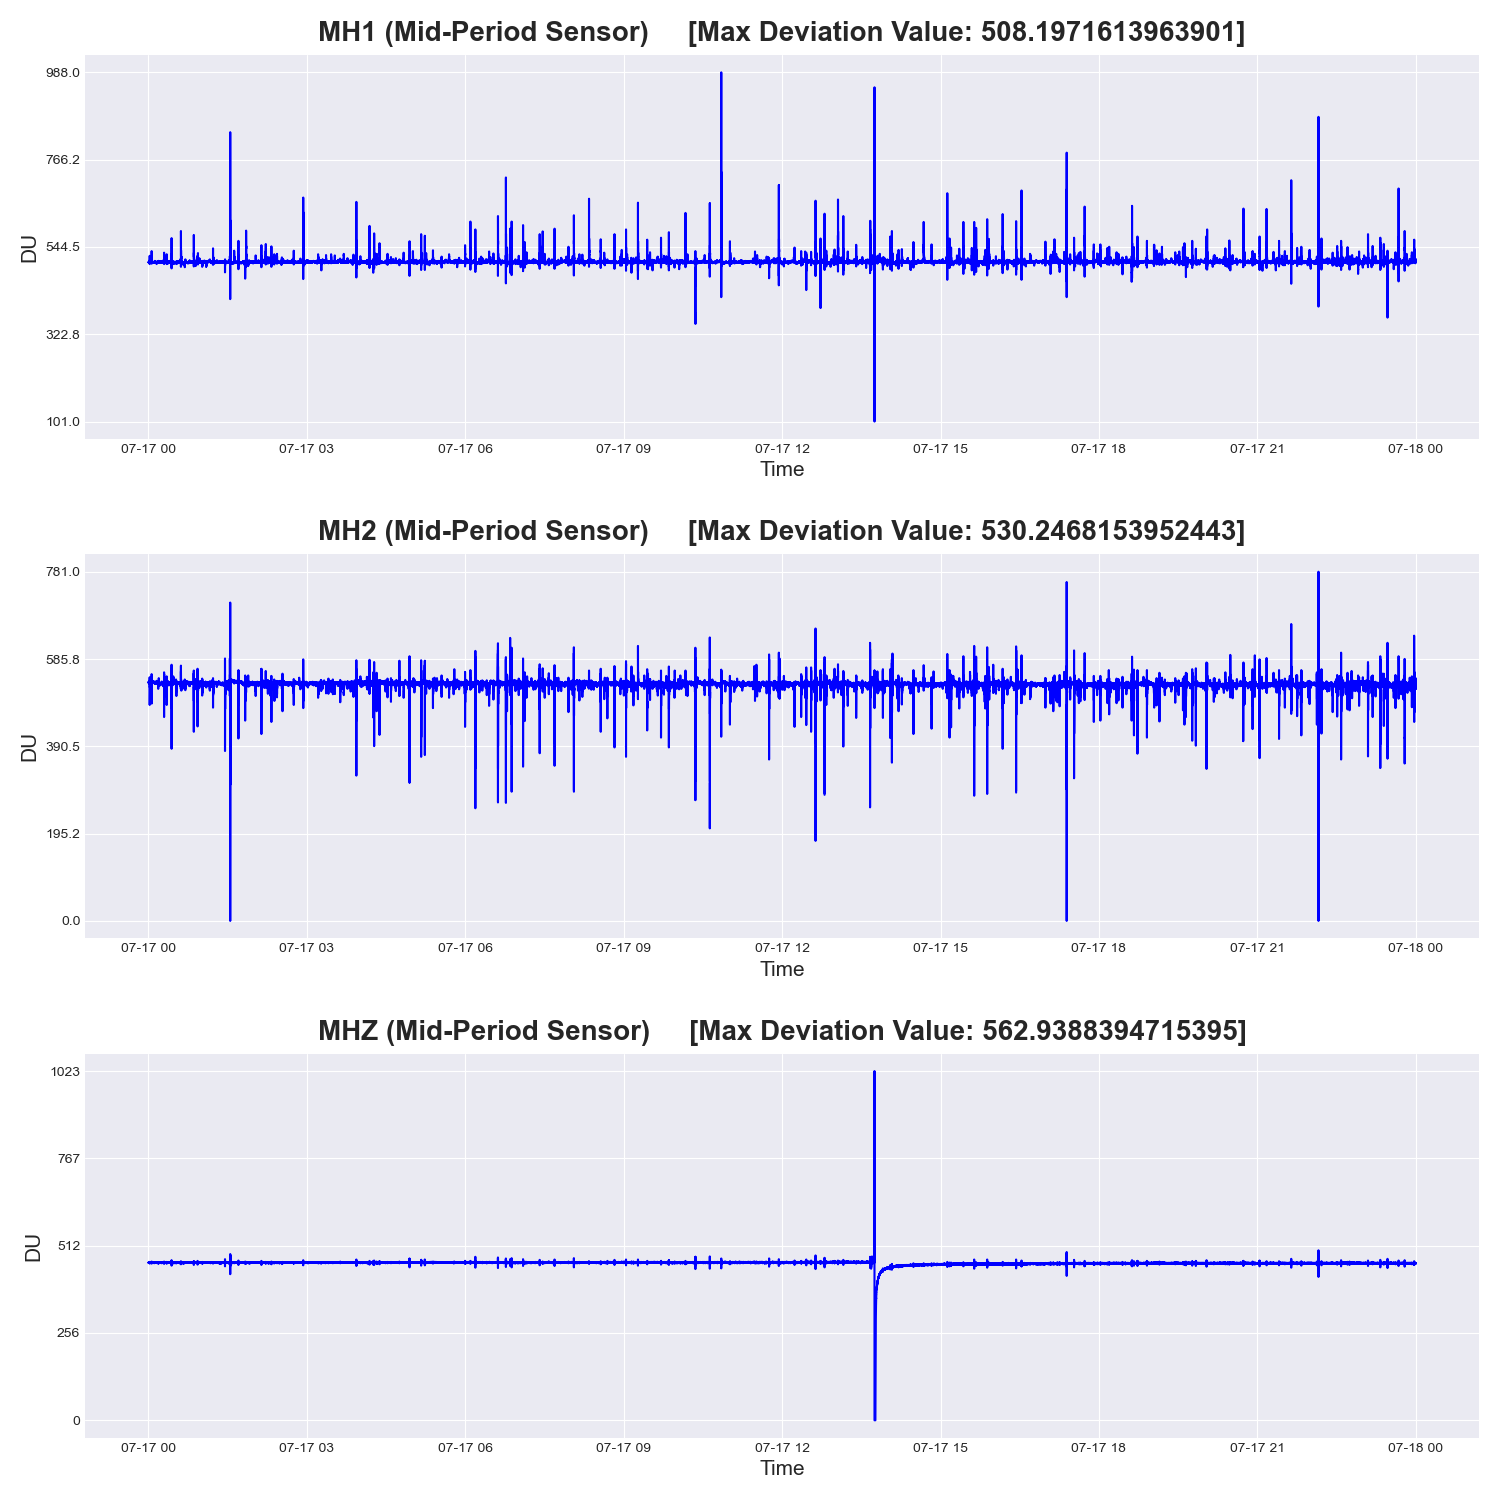 MH1 (Mid-Period Sensor) [Max Deviation Value: 508.1971613963901]
988.0
766.2
544.5
322.8
101.0
DU
07-17 00 07-17 03 07-17 06 07-17 09 07-17 12 07-17 15 07-17 18 07-17 21 07-18 00
Time
MH2 (Mid-Period Sensor) [Max Deviation Value: 530.2468153952443]
781.0
585.8
390.5
195.2
0.0
DU
07-17 00 07-17 03 07-17 06 07-17 09 07-17 12 07-17 15 07-17 18 07-17 21 07-18 00
Time
MHZ (Mid-Period Sensor) [Max Deviation Value: 562.9388394715395]
1023
767
512
256
0
DU
07-17 00 07-17 03 07-17 06 07-17 09 07-17 12 07-17 15 07-17 18 07-17 21 07-18 00
Time